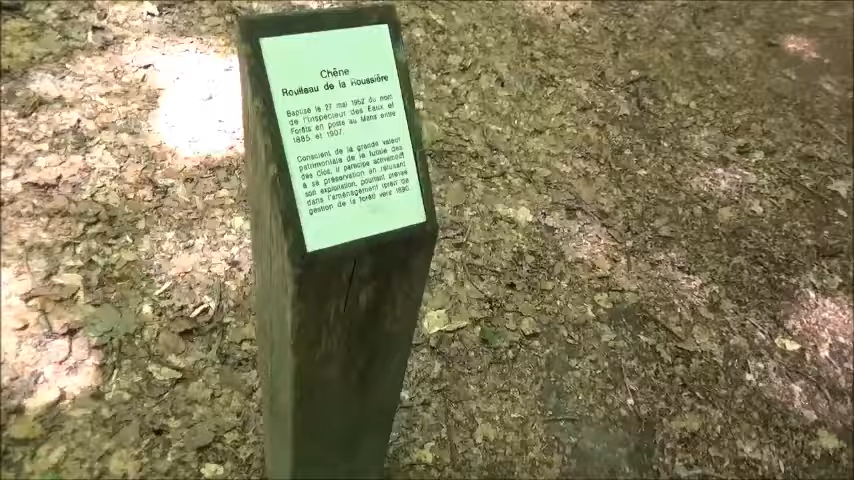 Chêne
Roulleau de la Roussière
Baptisé le 27 mai 1952 du nom
de l'Inspecteur des Eaux et
Forêts en poste au Mans entre
1885 et 1907.
Conscient de la grande valeur
patrimoniale de la futaie
des Clos, il participe activement
à sa préservation en refusant
son exploitation pourtant prévue
dans l'aménagement (plan de
gestion de la forêt) vers 1890.